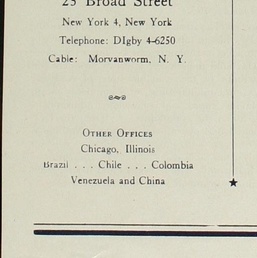 25 Broad Street
New York 4, New York
Telephone: DIgby 4-6250
Cable: Morvanworm, N. Y.
Other Offices
Chicago, Illinois
Brazil . . . Chile . . . Colombia
Venezuela and China